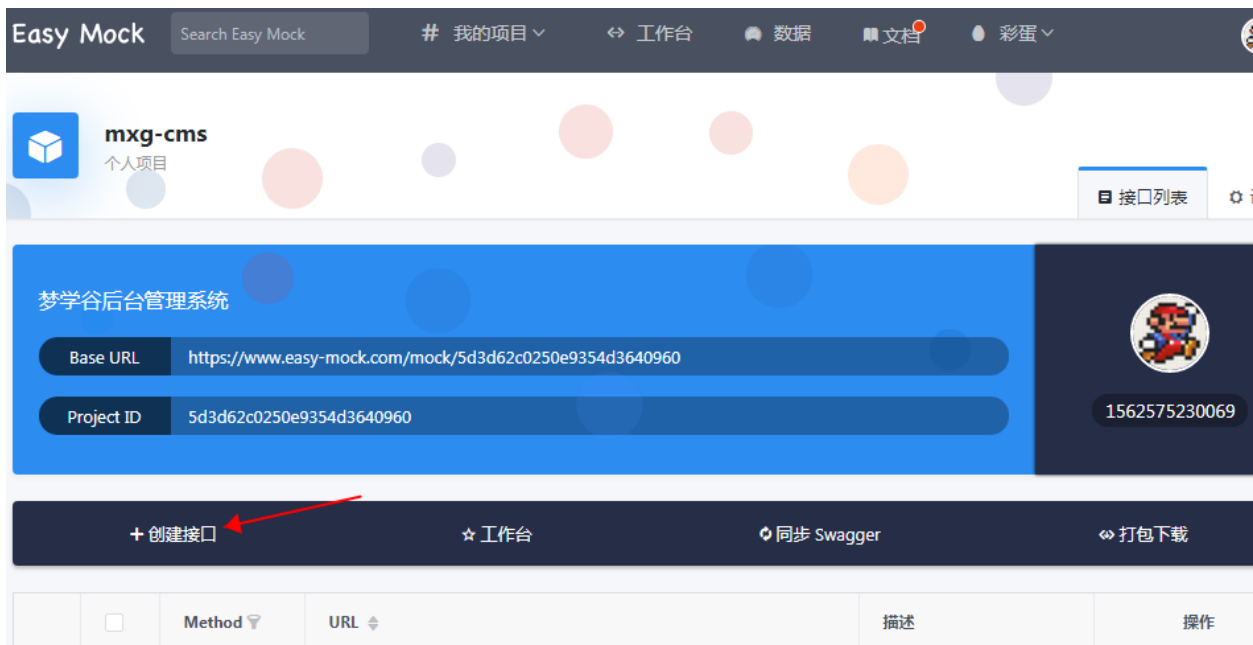 Easy Mock Search Easy Mock # 我的项目 工作台 数据 文档 彩蛋
mxg-cms
个人项目
接口列表
梦学谷后台管理系统
Base URL https://www.easy-mock.com/mock/5d3d62c0250e9354d3640960
Project ID 5d3d62c0250e9354d3640960
1562575230069
+ 创建接口 工作台 同步 Swagger 打包下载
Method URL 描述 操作